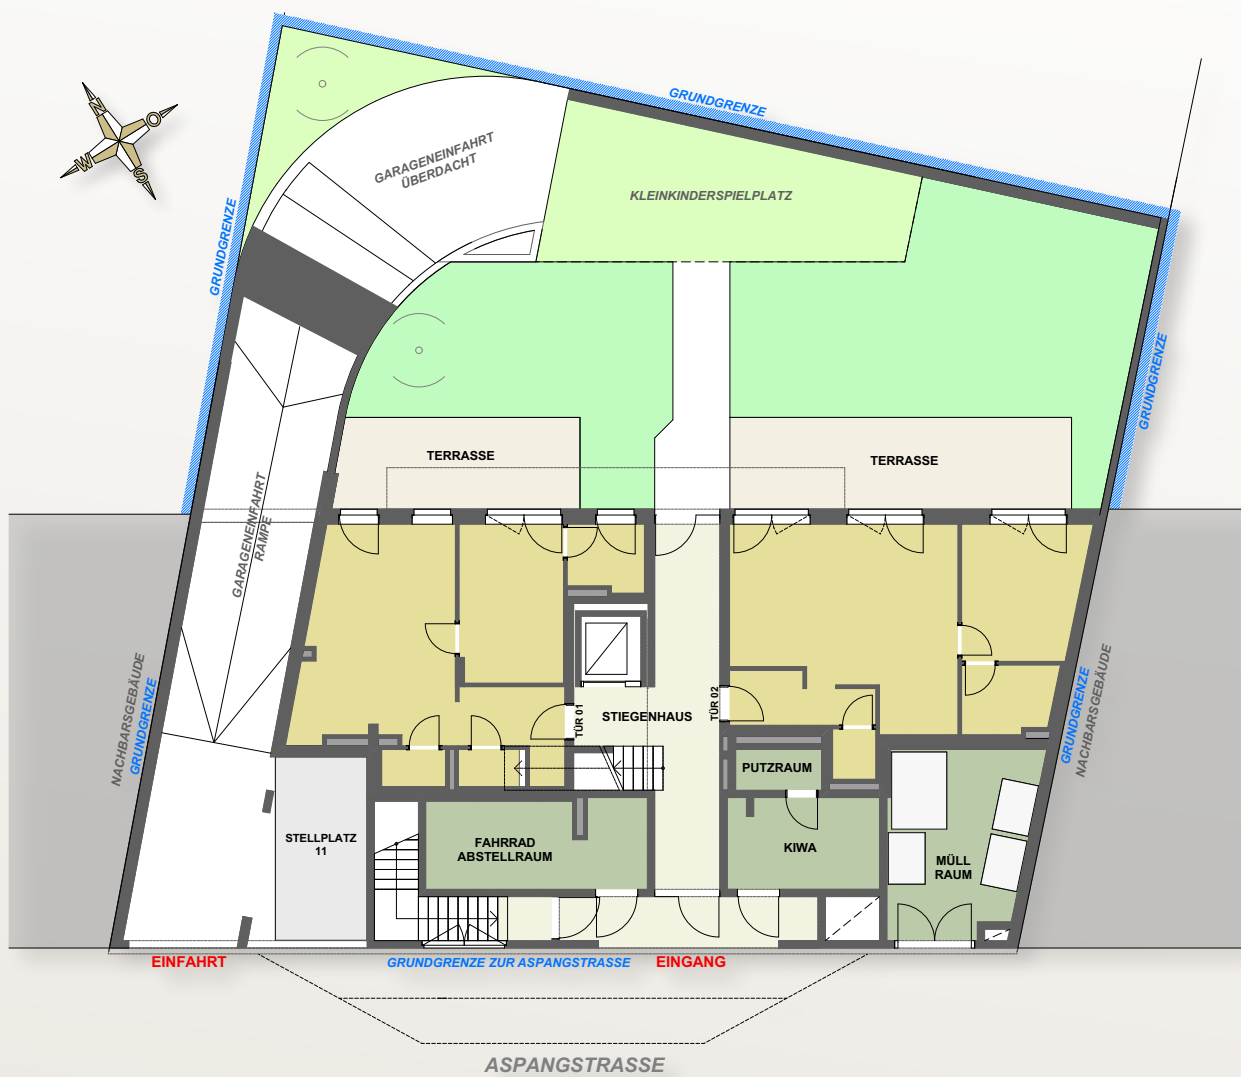 GRUNDGRENZE
N
O
W
S
GARAGENEINFAHRT
ÜBERDACHT
KLEINKINDERSPIELPLATZ
GRUNDGRENZE
GRUNDGRENZE
TERRASSE
TERRASSE
GARAGENEINFAHRT
RAMPE
NACHBARSGEBÄUDE
GRUNDGRENZE
TÜR 01
STIEGENHAUS
TÜR 02
GRUNDGRENZE
NACHBARSGEBÄUDE
PUTZRAUM
STELLPLATZ
11
FAHRRAD
ABSTELLRAUM
KIWA
MÜLL
RAUM
EINFAHRT
GRUNDGRENZE ZUR ASPANGSTRASSE
EINGANG
ASPANGSTRASSE